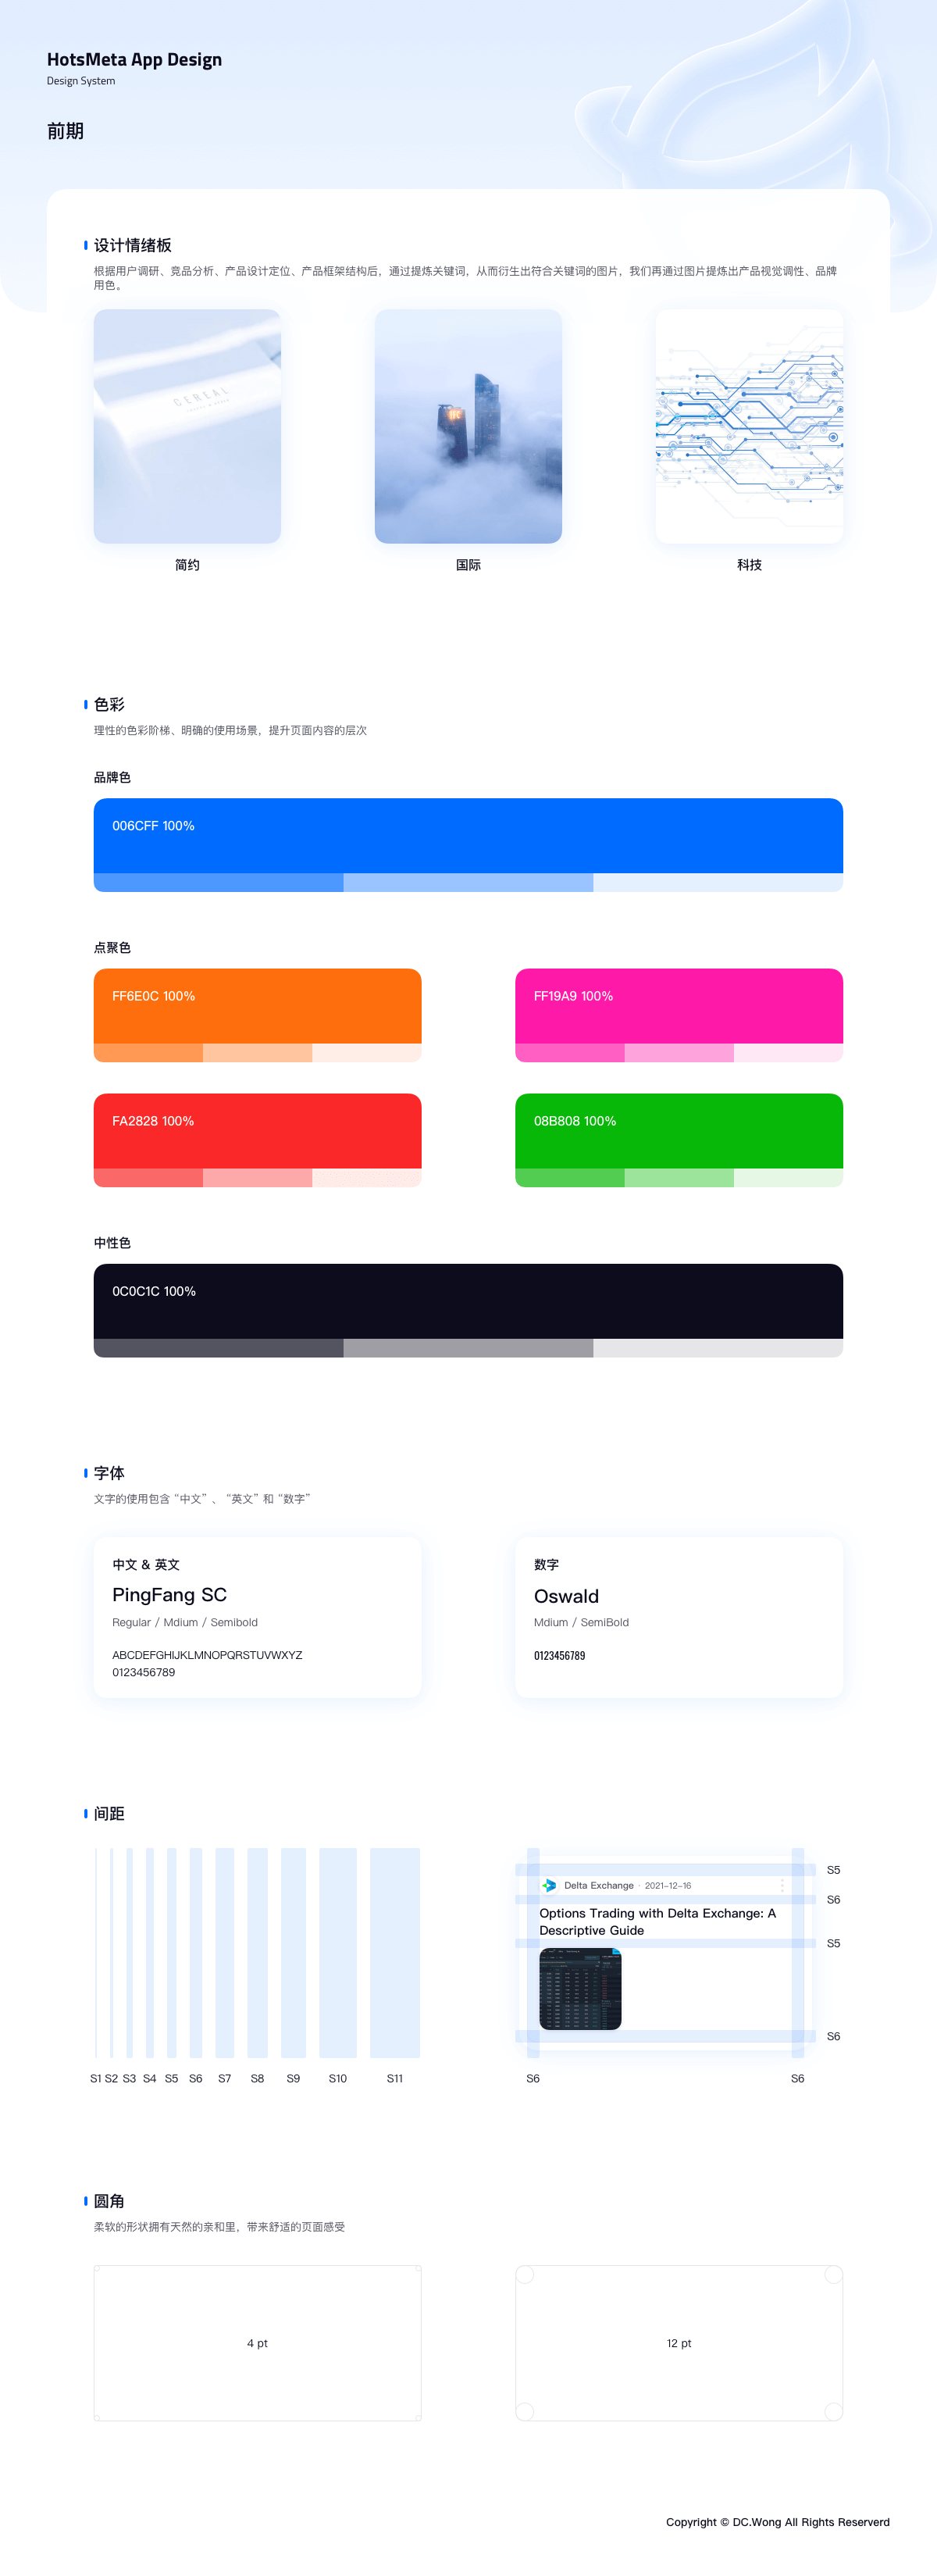 HotsMeta App Design
Design System
前期
设计情绪板
根据用户调研、竞品分析、产品设计定位、产品框架结构后，通过提炼关键词，从而衍生出符合关键词的图片，我们再通过图片提炼出产品视觉调性、品牌
用色。
CEREAL
简约
国际
科技
色彩
理性的色彩阶梯、明确的使用场景，提升页面内容的层次
品牌色
006CFF 100%
点聚色
FF6E0C 100%
FF19A9 100%
FA2828 100%
08B808 100%
中性色
0C0C1C 100%
字体
文字的使用包含“中文”、“英文”和“数字”
中文 & 英文
PingFang SC
Regular / Mdium / Semibold
ABCDEFGHIJKLMNOPQRSTUVWXYZ
0123456789
数字
Oswald
Mdium / SemiBold
0123456789
间距
S1 S2 S3 S4 S5 S6 S7 S8 S9 S10 S11
S5
Delta Exchange · 2021-12-16
S6
Options Trading with Delta Exchange: A
Descriptive Guide
S5
S6
S6 S6
圆角
柔软的形状拥有天然的亲和里，带来舒适的页面感受
4 pt
12 pt
Copyright © DC.Wong All Rights Reserverd